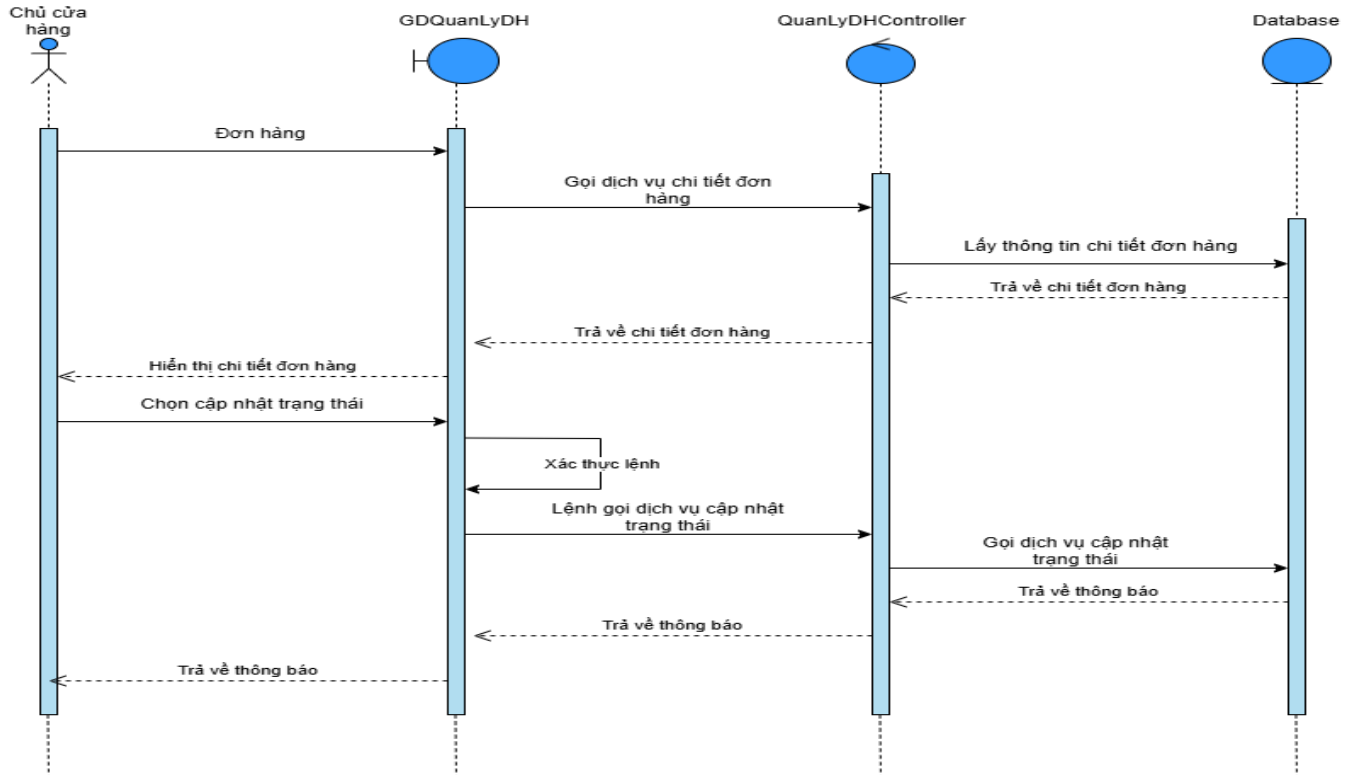 Chủ cửa
hàng
GDQuanLyDH
QuanLyDHController
Database
Đơn hàng
Gọi dịch vụ chi tiết đơn
hàng
Lấy thông tin chi tiết đơn hàng
Trả về chi tiết đơn hàng
Trả về chi tiết đơn hàng
Hiển thị chi tiết đơn hàng
Chọn cập nhật trạng thái
Xác thực lệnh
Lệnh gọi dịch vụ cập nhật
trạng thái
Gọi dịch vụ cập nhật
trạng thái
Trả về thông báo
Trả về thông báo
Trả về thông báo